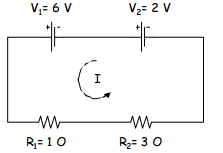 V₁= 6 V V₂= 2 V
+ - + -
I
R₁= 1 O R₂= 3 O